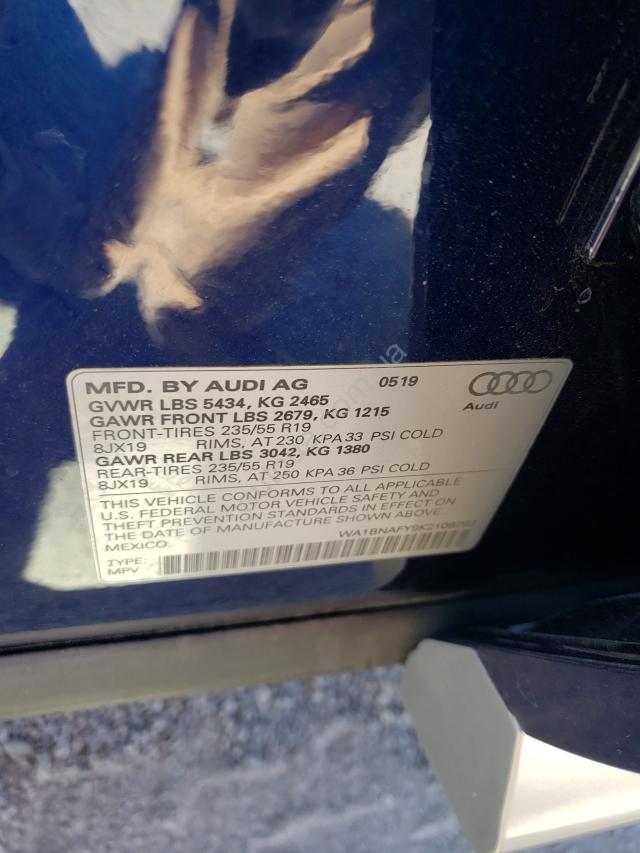 MFD. BY AUDI AG 0519
GVWR LBS 5434, KG 2465
GAWR FRONT LBS 2679, KG 1215
FRONT-TIRES 235/55 R19
8JX19 RIMS, AT 230 KPA 33 PSI COLD
GAWR REAR LBS 3042, KG 1380
REAR-TIRES 235/55 R19
8JX19 RIMS, AT 250 KPA 36 PSI COLD
Audi
THIS VEHICLE CONFORMS TO ALL APPLICABLE
U.S. FEDERAL MOTOR VEHICLE SAFETY AND
THEFT PREVENTION STANDARDS IN EFFECT ON
THE DATE OF MANUFACTURE SHOWN ABOVE.
MEXICO
TYPE:
MPV